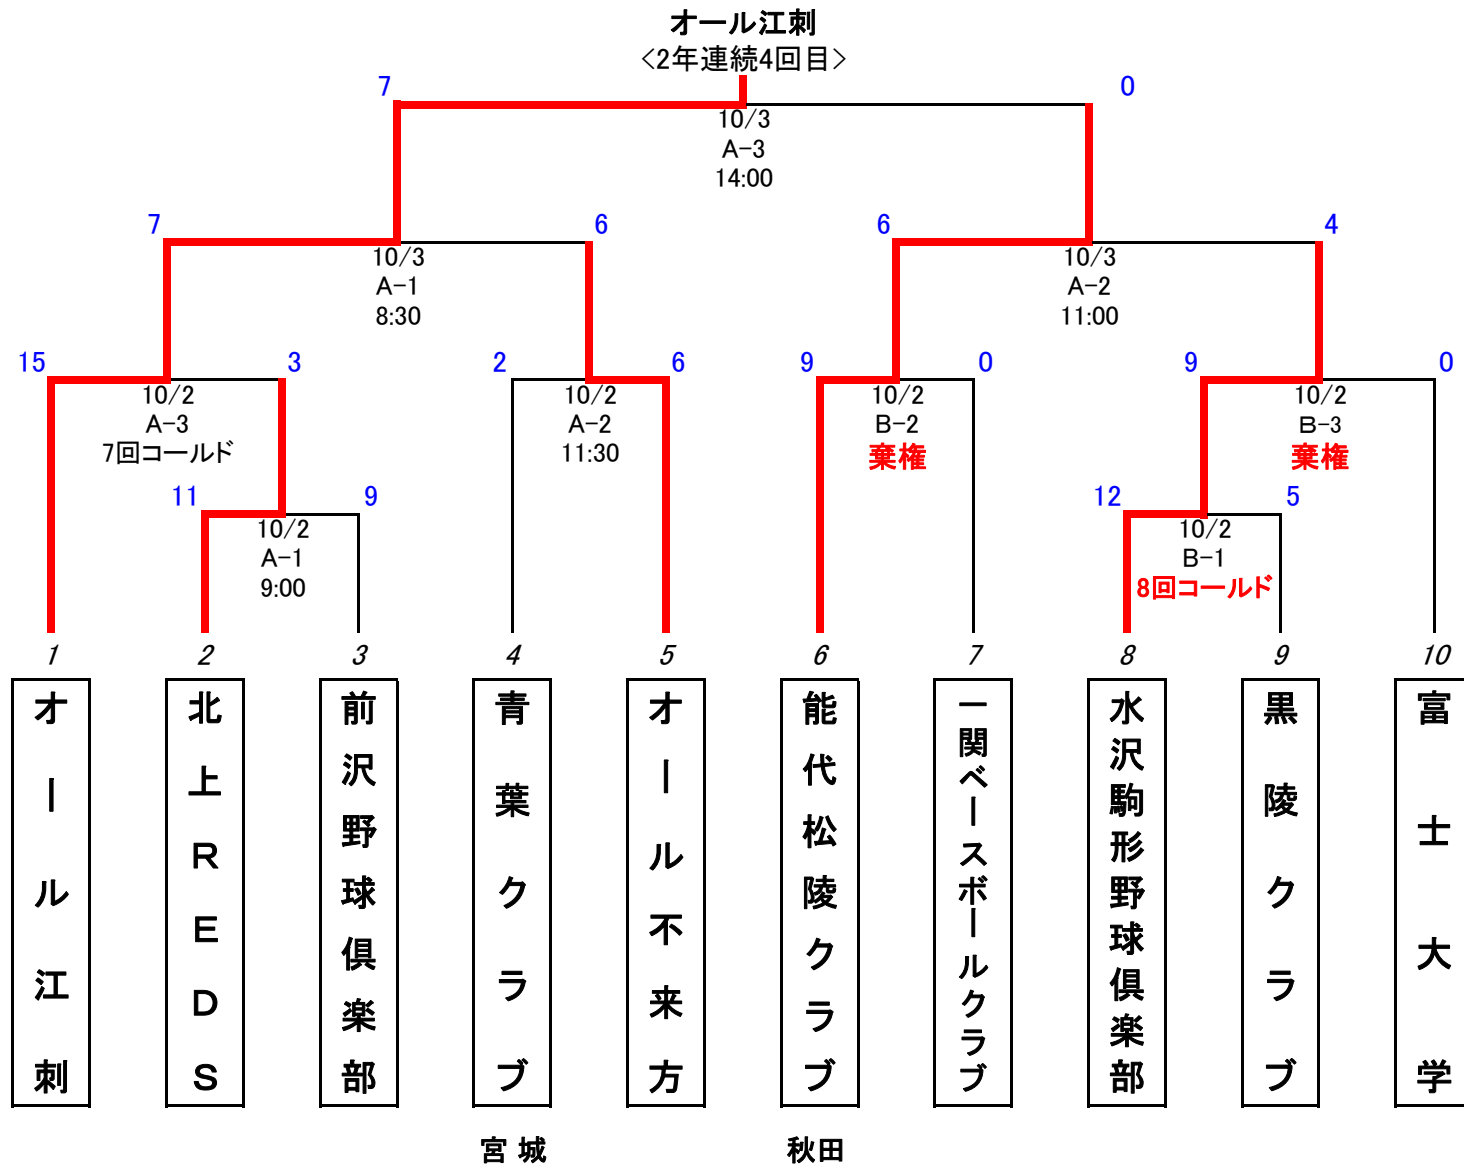 オール江刺
<2年連続4回目>
7
0
10/3
A-3
14:00
7
6
6
4
10/3
A-1
8:30
10/3
A-2
11:00
15
3
2
6
9
0
9
0
10/2
A-3
7回コールド
10/2
A-2
11:30
10/2
B-2
棄権
10/2
B-3
棄権
11
9
12
5
10/2
A-1
9:00
10/2
B-1
8回コールド
1
2
3
4
5
6
7
8
9
10
オール江刺
北上REDS
前沢野球倶楽部
青葉クラブ
オール不来方
能代松陵クラブ
一関ベースボールクラブ
水沢駒形野球倶楽部
黒陵クラブ
富士大学
宮城
秋田